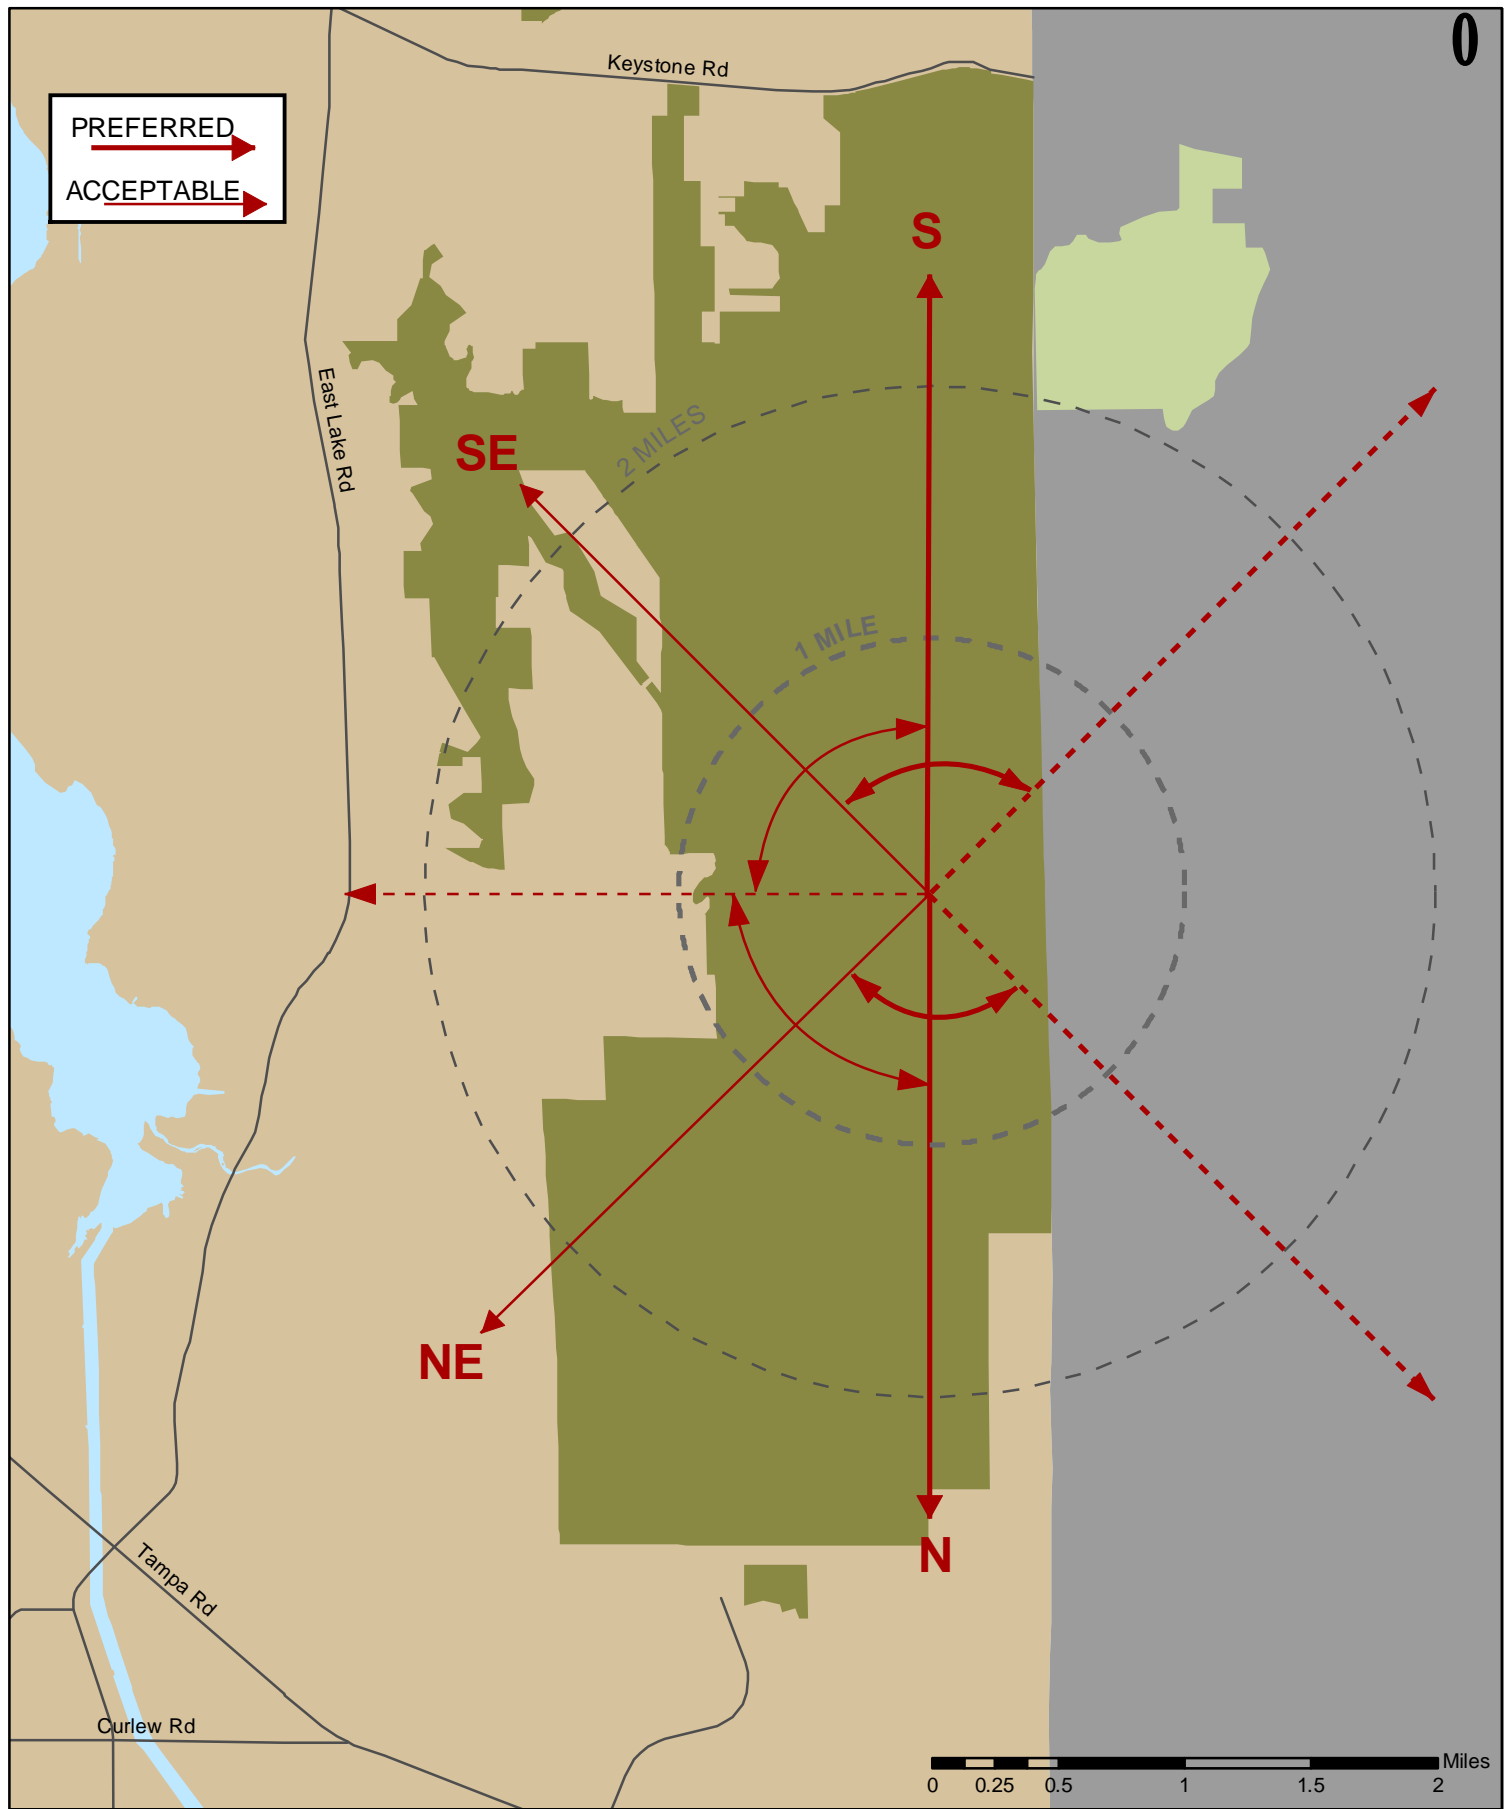 0
Keystone Rd
PREFERRED
ACCEPTABLE
S
East Lake Rd
2 MILES
SE
1 MILE
NE
N
Tampa Rd
Curlew Rd
Miles
0 0.25 0.5 1 1.5 2